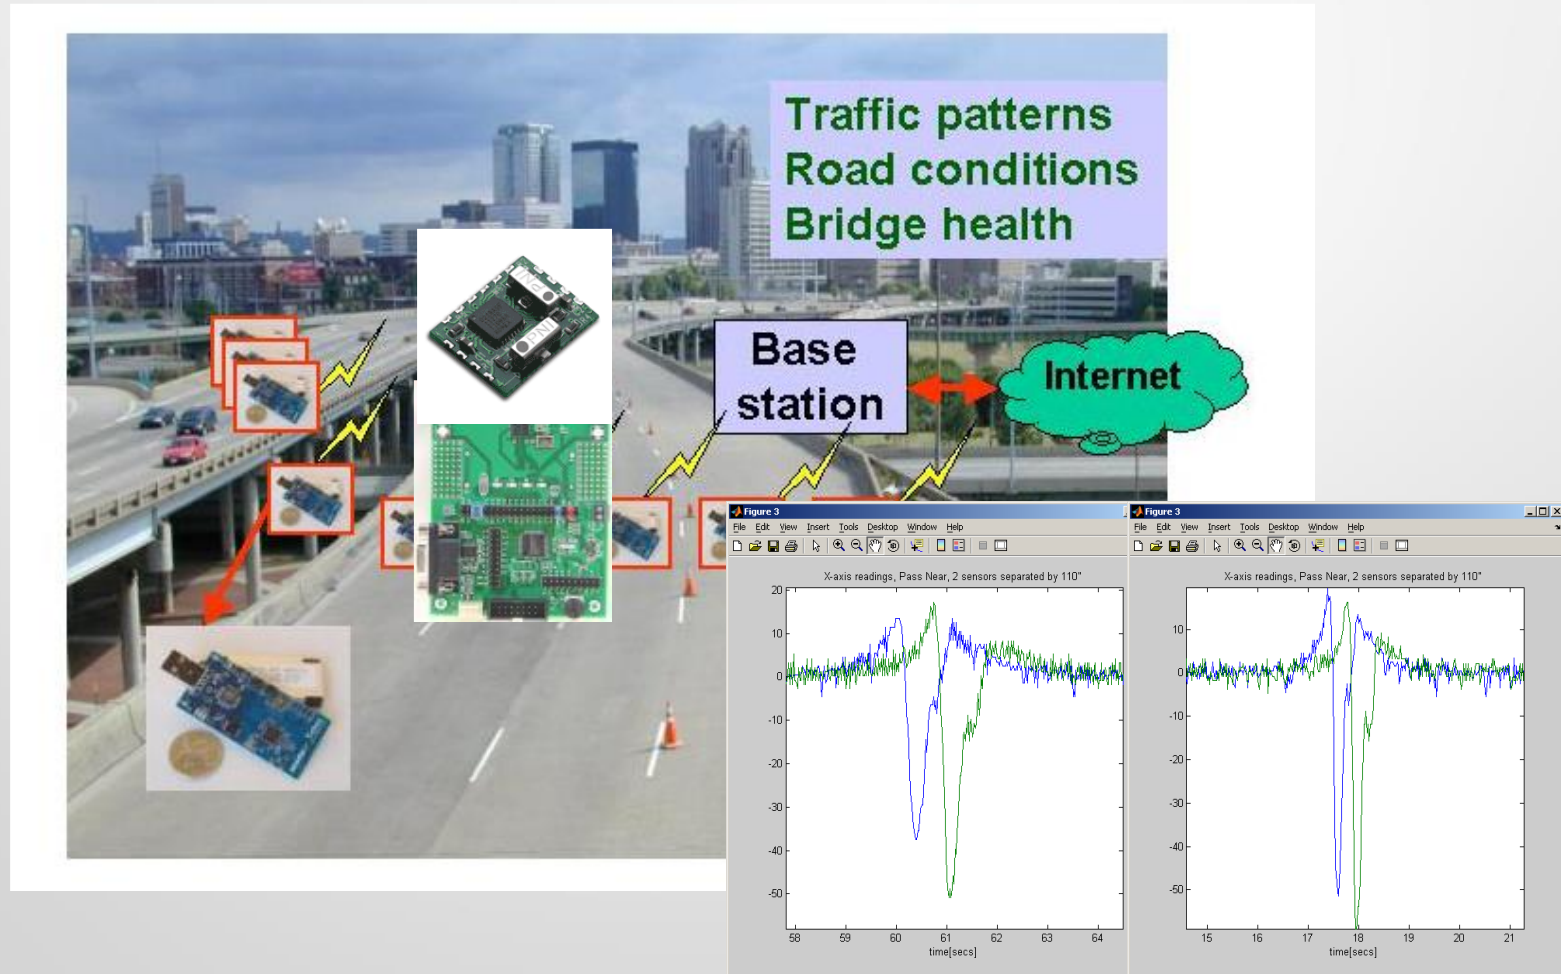 Traffic patterns
Road conditions
Bridge health
PNI
PNI
Base
station
Internet
Figure 3
File Edit View Insert Tools Desktop Window Help
X-axis readings, Pass Near, 2 sensors separated by 110"
20
10
0
-10
-20
-30
-40
-50
58 59 60 61 62 63 64
time[secs]
Figure 3
File Edit View Insert Tools Desktop Window Help
X-axis readings, Pass Near, 2 sensors separated by 110"
10
0
-10
-20
-30
-40
-50
15 16 17 18 19 20 21
time[secs]